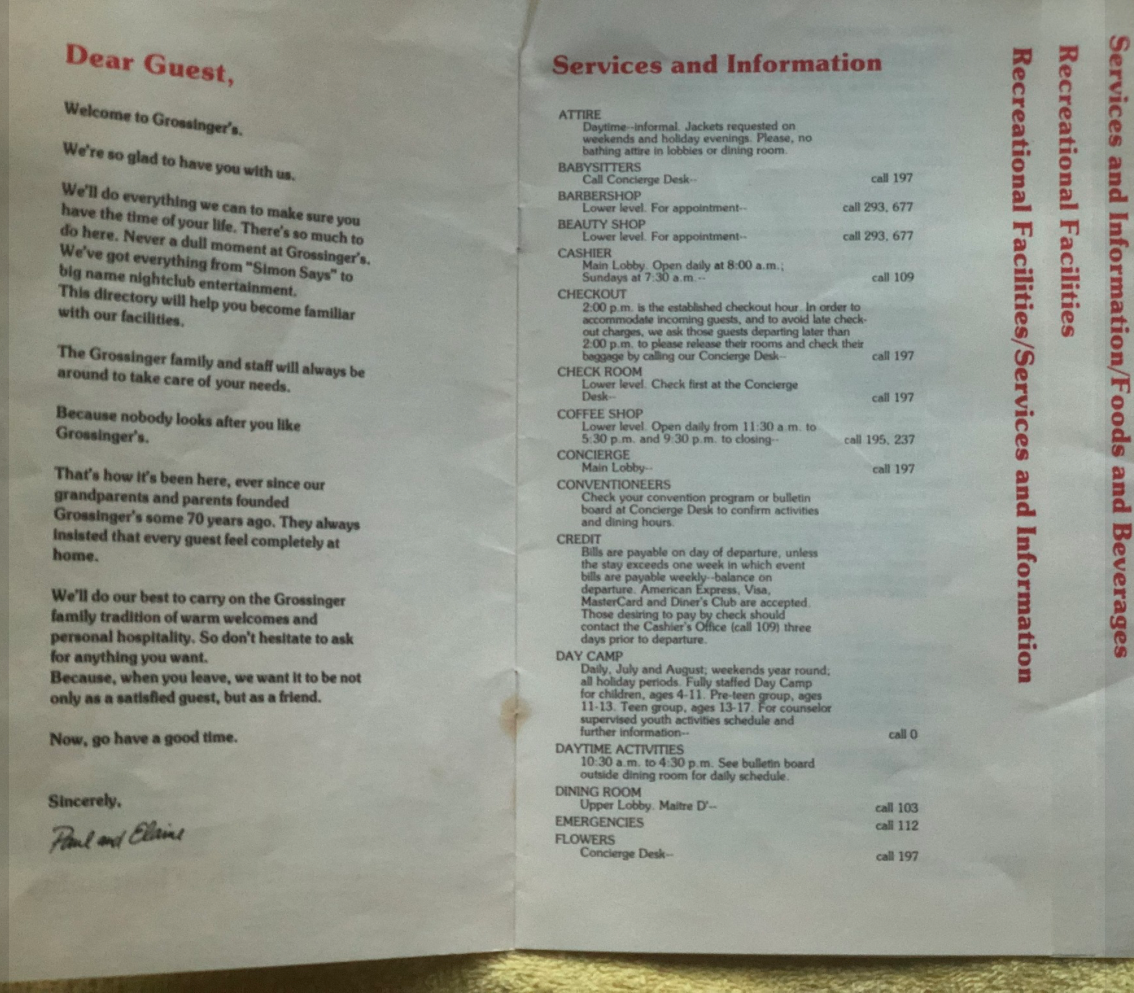 Dear Guest,
Welcome to Grossinger's.
We're so glad to have you with us.
We'll do everything we can to make sure you
have the time of your life. There's so much to
do here. Never a dull moment at Grossinger's.
We've got everything from "Simon Says" to
big name nightclub entertainment.
This directory will help you become familiar
with our facilities.
The Grossinger family and staff will always be
around to take care of your needs.
Because nobody looks after you like
Grossinger's.
That's how it's been here, ever since our
grandparents and parents founded
Grossinger's some 70 years ago. They always
insisted that every guest feel completely at
home.
We'll do our best to carry on the Grossinger
family tradition of warm welcomes and
personal hospitality. So don't hesitate to ask
for anything you want.
Because, when you leave, we want it to be not
only as a satisfied guest, but as a friend.
Now, go have a good time.
Sincerely,
Paul and Elaine
Services and Information
ATTIRE
Daytime--informal. Jackets requested on
weekends and holiday evenings. Please, no
bathing attire in lobbies or dining room.
BABYSITTERS
Call Concierge Desk-- call 197
BARBERSHOP
Lower level. For appointment-- call 293, 677
BEAUTY SHOP
Lower level. For appointment-- call 293, 677
CASHIER
Main Lobby. Open daily at 8:00 a.m.;
Sundays at 7:30 a.m.-- call 109
CHECKOUT
2:00 p.m. is the established checkout hour. In order to
accommodate incoming guests, and to avoid late check-
out charges, we ask those guests departing later than
2:00 p.m. to please release their rooms and check their
baggage by calling our Concierge Desk-- call 197
CHECK ROOM
Lower level. Check first at the Concierge
Desk-- call 197
COFFEE SHOP
Lower level. Open daily from 11:30 a.m. to
5:30 p.m. and 9:30 p.m. to closing-- call 195, 237
CONCIERGE
Main Lobby-- call 197
CONVENTIONEERS
Check your convention program or bulletin
board at Concierge Desk to confirm activities
and dining hours.
CREDIT
Bills are payable on day of departure, unless
the stay exceeds one week in which event
bills are payable weekly--balance on
departure. American Express, Visa,
MasterCard and Diner's Club are accepted.
Those desiring to pay by check should
contact the Cashier's Office (call 109) three
days prior to departure.
DAY CAMP
Daily, July and August; weekends year round;
all holiday periods. Fully staffed Day Camp
for children, ages 4-11. Pre-teen group, ages
11-13. Teen group, ages 13-17. For counselor
supervised youth activities schedule and
further information-- call 0
DAYTIME ACTIVITIES
10:30 a.m. to 4:30 p.m. See bulletin board
outside dining room for daily schedule.
DINING ROOM
Upper Lobby. Maitre D'-- call 103
EMERGENCIES call 112
FLOWERS
Concierge Desk-- call 197
Recreational Facilities/Services and Information
Recreational Facilities
Services and Information/Foods and Beverages